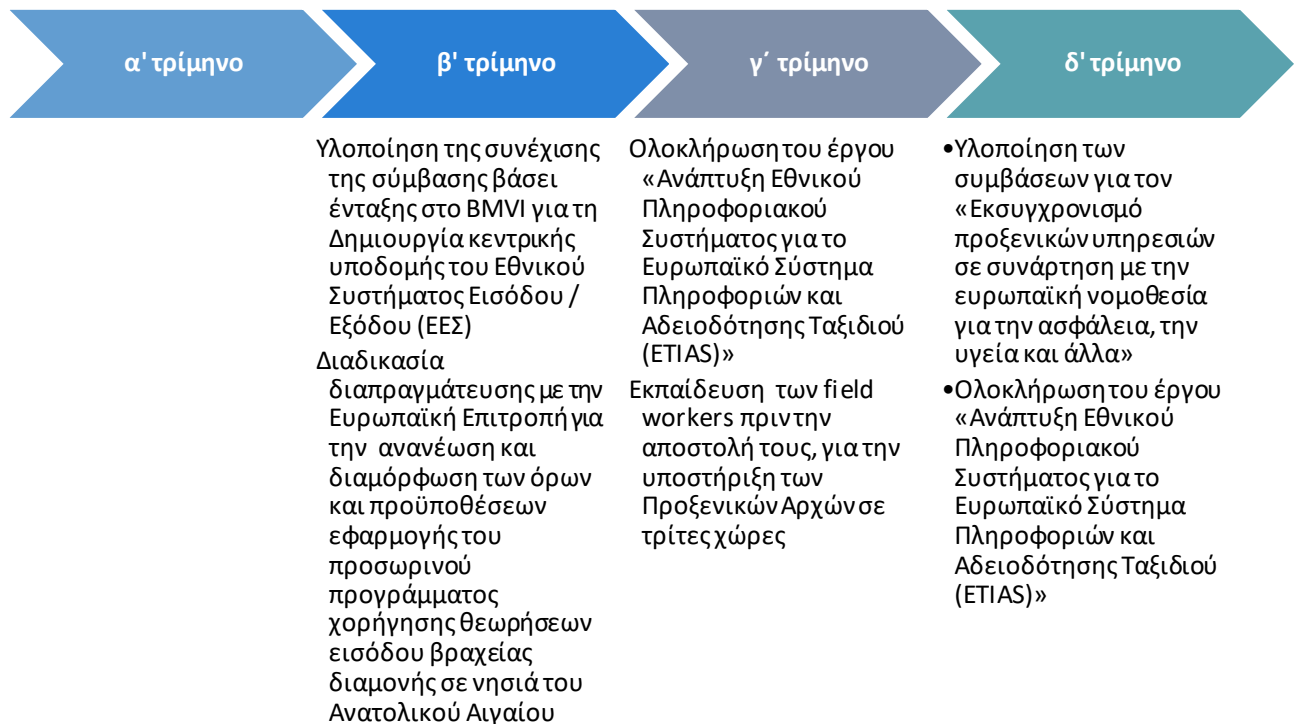 α' τρίμηνο
β' τρίμηνο
γ΄ τρίμηνο
δ' τρίμηνο
Υλοποίηση της συνέχισης
της σύμβασης βάσει
ένταξης στο BMVI για τη
Δημιουργία κεντρικής
υποδομής του Εθνικού
Συστήματος Εισόδου /
Εξόδου (ΕΕΣ)
Διαδικασία
διαπραγμάτευσης με την
Ευρωπαϊκή Επιτροπή για
την ανανέωση και
διαμόρφωση των όρων
και προϋποθέσεων
εφαρμογής του
προσωρινού
προγράμματος
χορήγησης θεωρήσεων
εισόδου βραχείας
διαμονής σε νησιά του
Ανατολικού Αιγαίου
Ολοκλήρωση του έργου
«Ανάπτυξη Εθνικού
Πληροφοριακού
Συστήματος για το
Ευρωπαϊκό Σύστημα
Πληροφοριών και
Αδειοδότησης Ταξιδιού
(ETIAS)»
Εκπαίδευση των field
workers πριν την
αποστολή τους, για την
υποστήριξη των
Προξενικών Αρχών σε
τρίτες χώρες
•Υλοποίηση των
συμβάσεων για τον
«Εκσυγχρονισμό
προξενικών υπηρεσιών
σε συνάρτηση με την
ευρωπαϊκή νομοθεσία
για την ασφάλεια, την
υγεία και άλλα»
•Ολοκλήρωση του έργου
«Ανάπτυξη Εθνικού
Πληροφοριακού
Συστήματος για το
Ευρωπαϊκό Σύστημα
Πληροφοριών και
Αδειοδότησης Ταξιδιού
(ETIAS)»